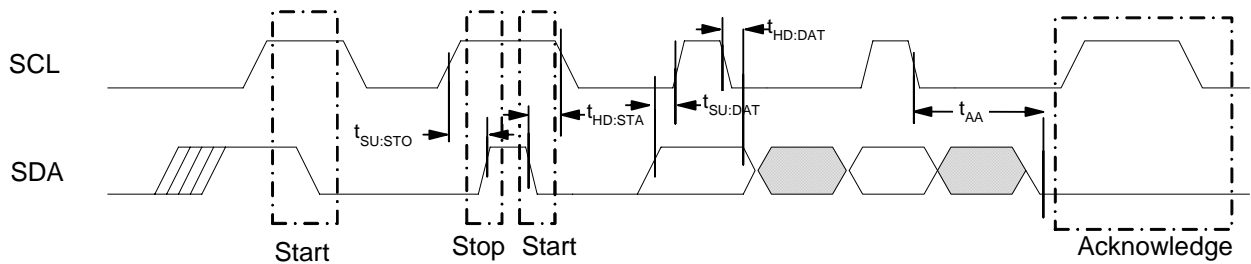 SCL
t_HD:DAT
t_HD:STA
t_SU:DAT
t_AA
t_SU:STO
SDA
Start
Stop
Start
Acknowledge